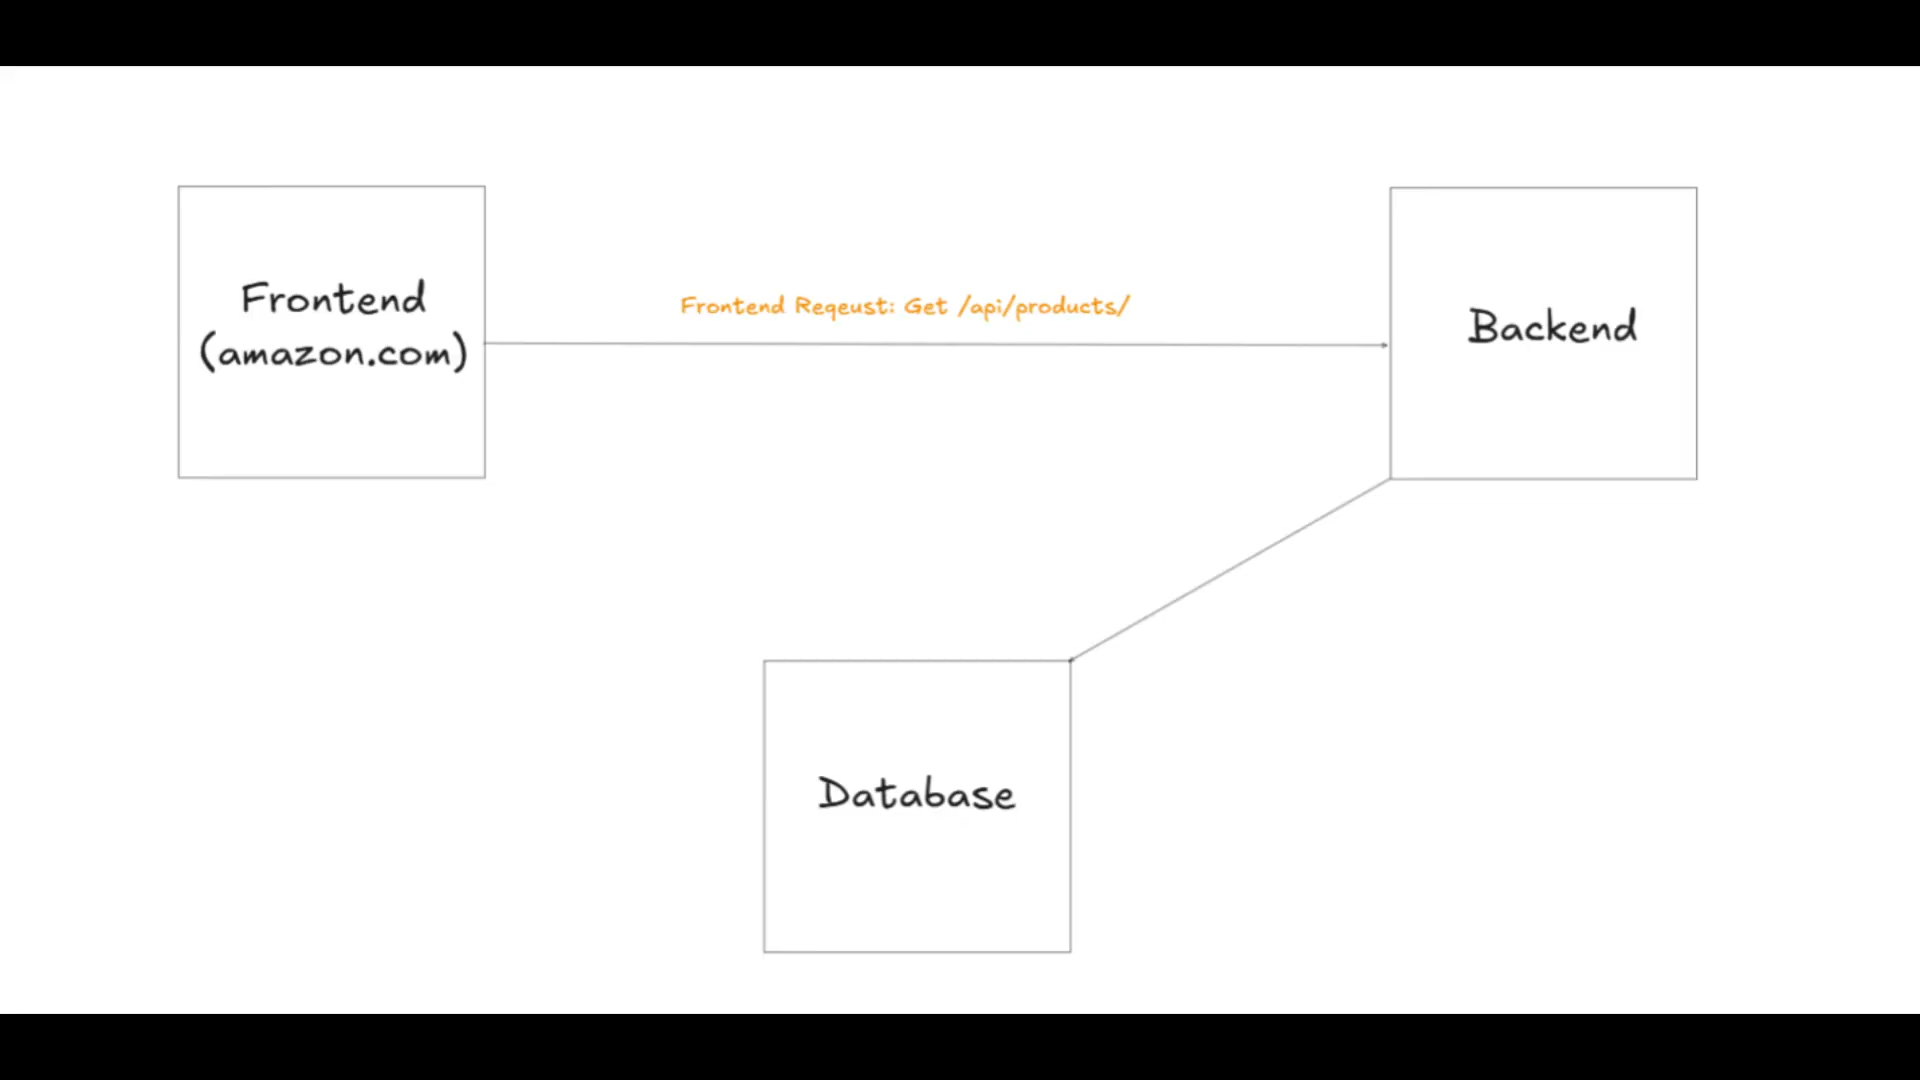 Frontend
(amazon.com)
Frontend Reqeust: Get /api/products/
Backend
Database